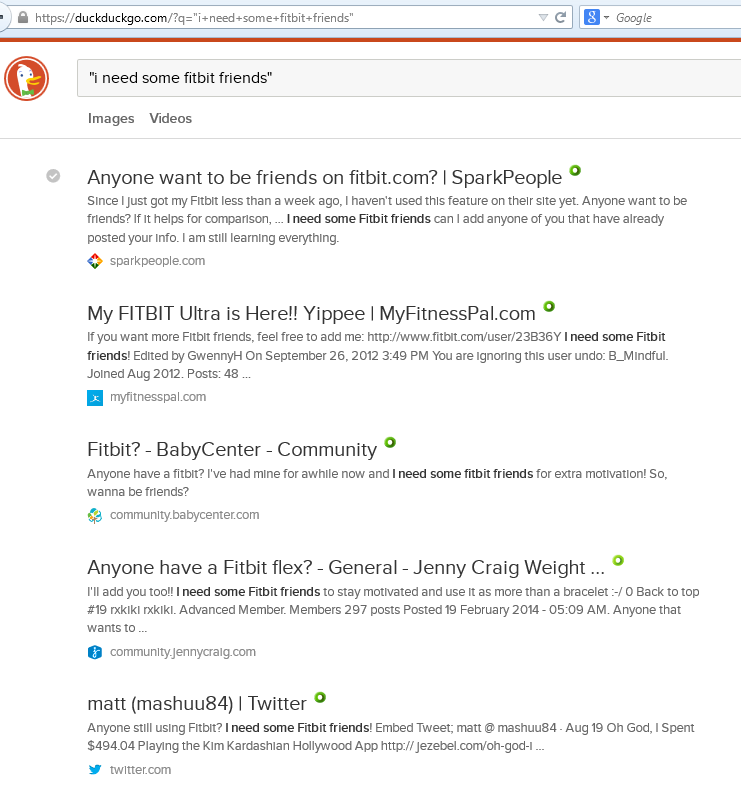 https://duckduckgo.com/?q="i+need+some+fitbit+friends"
Google
"i need some fitbit friends"
Images Videos
Anyone want to be friends on fitbit.com? | SparkPeople
Since I just got my Fitbit less than a week ago, I haven't used this feature on their site yet. Anyone want to be
friends? If it helps for comparison, ... I need some Fitbit friends can I add anyone of you that have already
posted your info. I am still learning everything.
sparkpeople.com
My FITBIT Ultra is Here!! Yippee | MyFitnessPal.com
If you want more Fitbit friends, feel free to add me: http://www.fitbit.com/user/23B36Y I need some Fitbit
friends! Edited by GwennyH On September 26, 2012 3:49 PM You are ignoring this user undo: B_Mindful.
Joined Aug 2012. Posts: 48 ...
myfitnesspal.com
Fitbit? - BabyCenter - Community
Anyone have a fitbit? I've had mine for awhile now and I need some fitbit friends for extra motivation! So,
wanna be friends?
community.babycenter.com
Anyone have a Fitbit flex? - General - Jenny Craig Weight ...
I'll add you too!! I need some Fitbit friends to stay motivated and use it as more than a bracelet :-/ 0 Back to top
#19 rxkiki rxkiki. Advanced Member. Members 297 posts Posted 19 February 2014 - 05:09 AM. Anyone that
wants to ...
community.jennycraig.com
matt (mashuu84) | Twitter
Anyone still using Fitbit? I need some Fitbit friends! Embed Tweet; matt @ mashuu84 · Aug 19 Oh God, I Spent
$494.04 Playing the Kim Kardashian Hollywood App http:// jezebel.com/oh-god-i ...
twitter.com